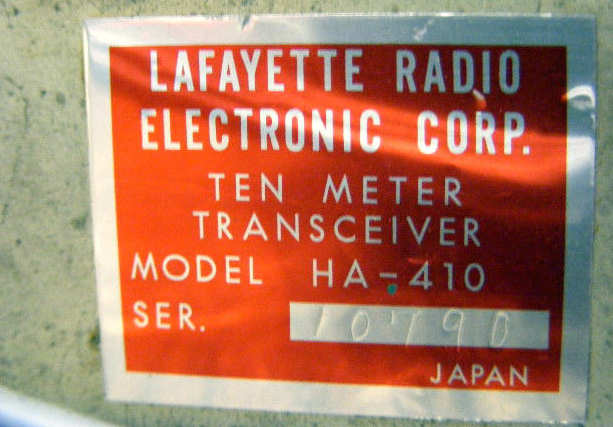 LAFAYETTE RADIO
ELECTRONIC CORP.
TEN METER
TRANSCEIVER
MODEL HA-410
SER. 10790
JAPAN